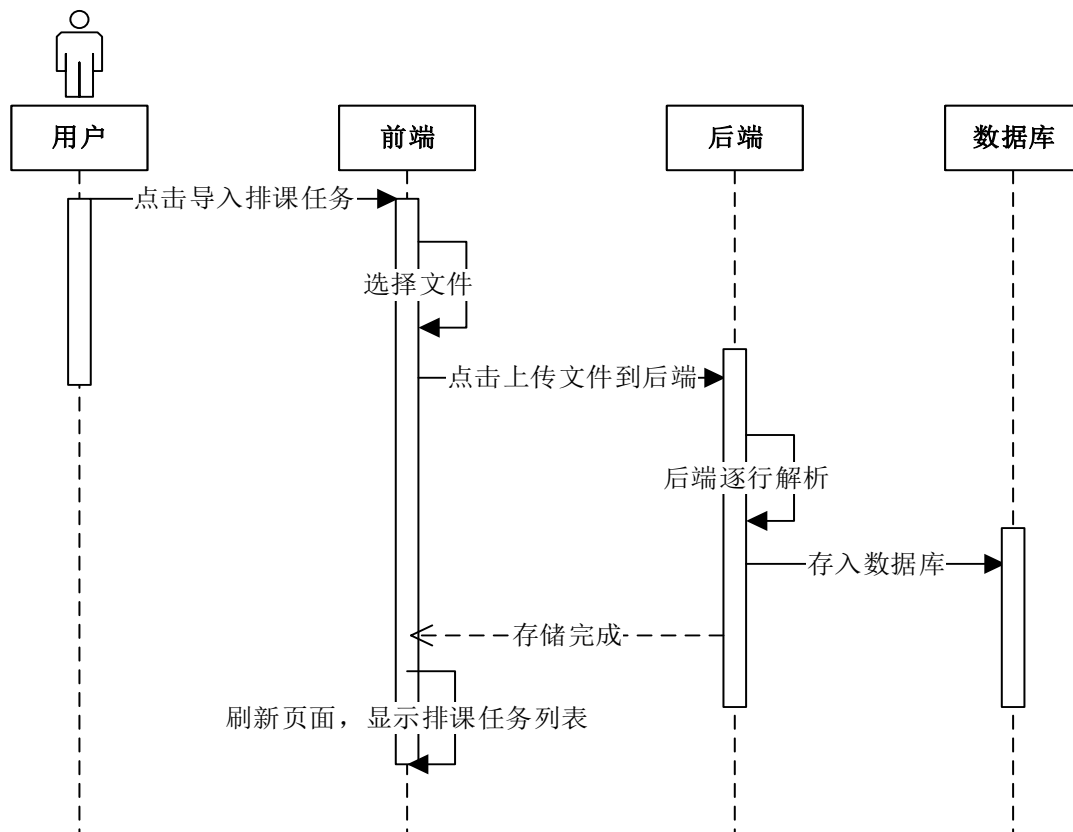 用户
前端
后端
数据库
点击导入排课任务
选择文件
点击上传文件到后端
后端逐行解析
存入数据库
存储完成
刷新页面，显示排课任务列表